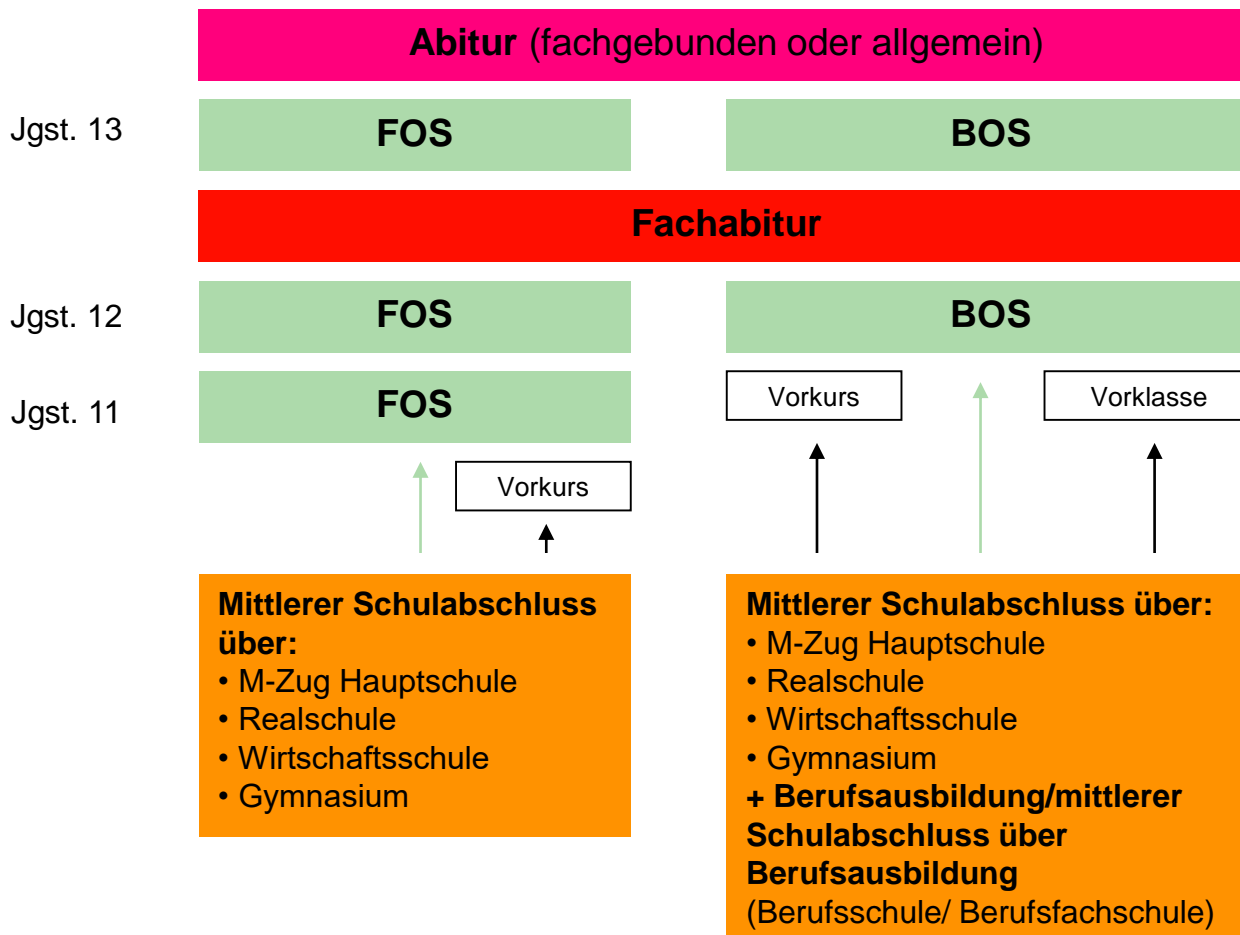 Abitur (fachgebunden oder allgemein)
Jgst. 13
FOS
BOS
Fachabitur
Jgst. 12
FOS
BOS
Jgst. 11
FOS
Vorkurs
Vorklasse
Vorkurs
Mittlerer Schulabschluss
über:
• M-Zug Hauptschule
• Realschule
• Wirtschaftsschule
• Gymnasium
Mittlerer Schulabschluss über:
• M-Zug Hauptschule
• Realschule
• Wirtschaftsschule
• Gymnasium
+ Berufsausbildung/mittlerer
Schulabschluss über
Berufsausbildung
(Berufsschule/ Berufsfachschule)